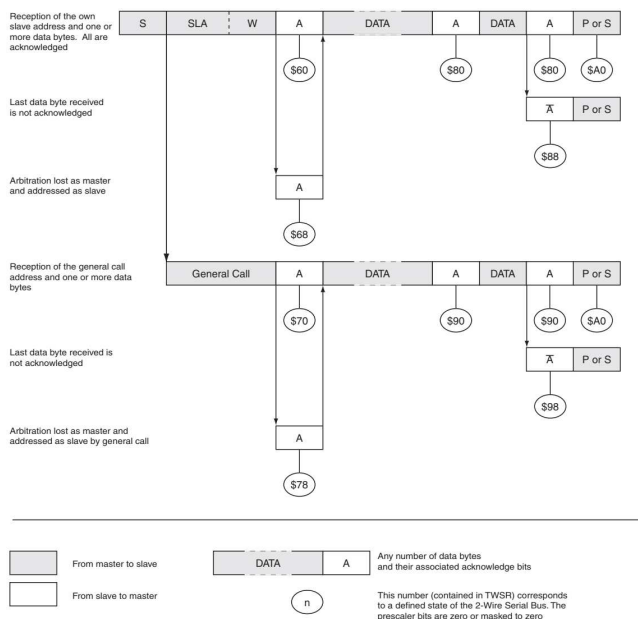 Reception of the own
slave address and one or
more data bytes. All are
acknowledged
S SLA W A DATA A DATA A P or S
$60 $80 $80 $A0
Last data byte received
is not acknowledged
A̅ P or S
$88
Arbitration lost as master
and addressed as slave
A
$68
Reception of the general call
address and one or more data
bytes
General Call A DATA A DATA A P or S
$70 $90 $90 $A0
Last data byte received is
not acknowledged
A̅ P or S
$98
Arbitration lost as master and
addressed as slave by general call
A
$78
From master to slave
DATA A
Any number of data bytes
and their associated acknowledge bits
From slave to master
n
This number (contained in TWSR) corresponds
to a defined state of the 2-Wire Serial Bus. The
prescaler bits are zero or masked to zero